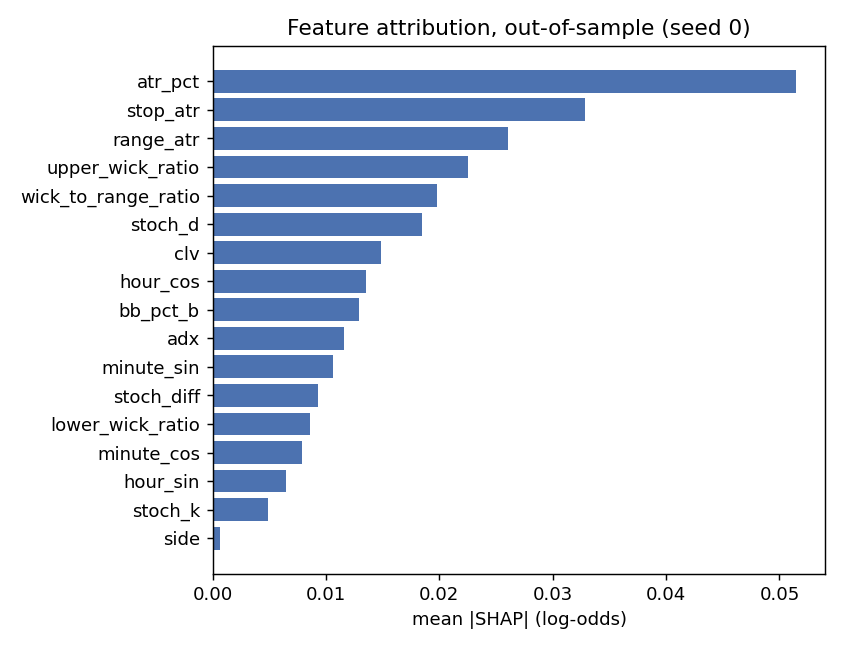 Feature attribution, out-of-sample (seed 0)
atr_pct
stop_atr
range_atr
upper_wick_ratio
wick_to_range_ratio
stoch_d
clv
hour_cos
bb_pct_b
adx
minute_sin
stoch_diff
lower_wick_ratio
minute_cos
hour_sin
stoch_k
side
0.00 0.01 0.02 0.03 0.04 0.05
mean |SHAP| (log-odds)